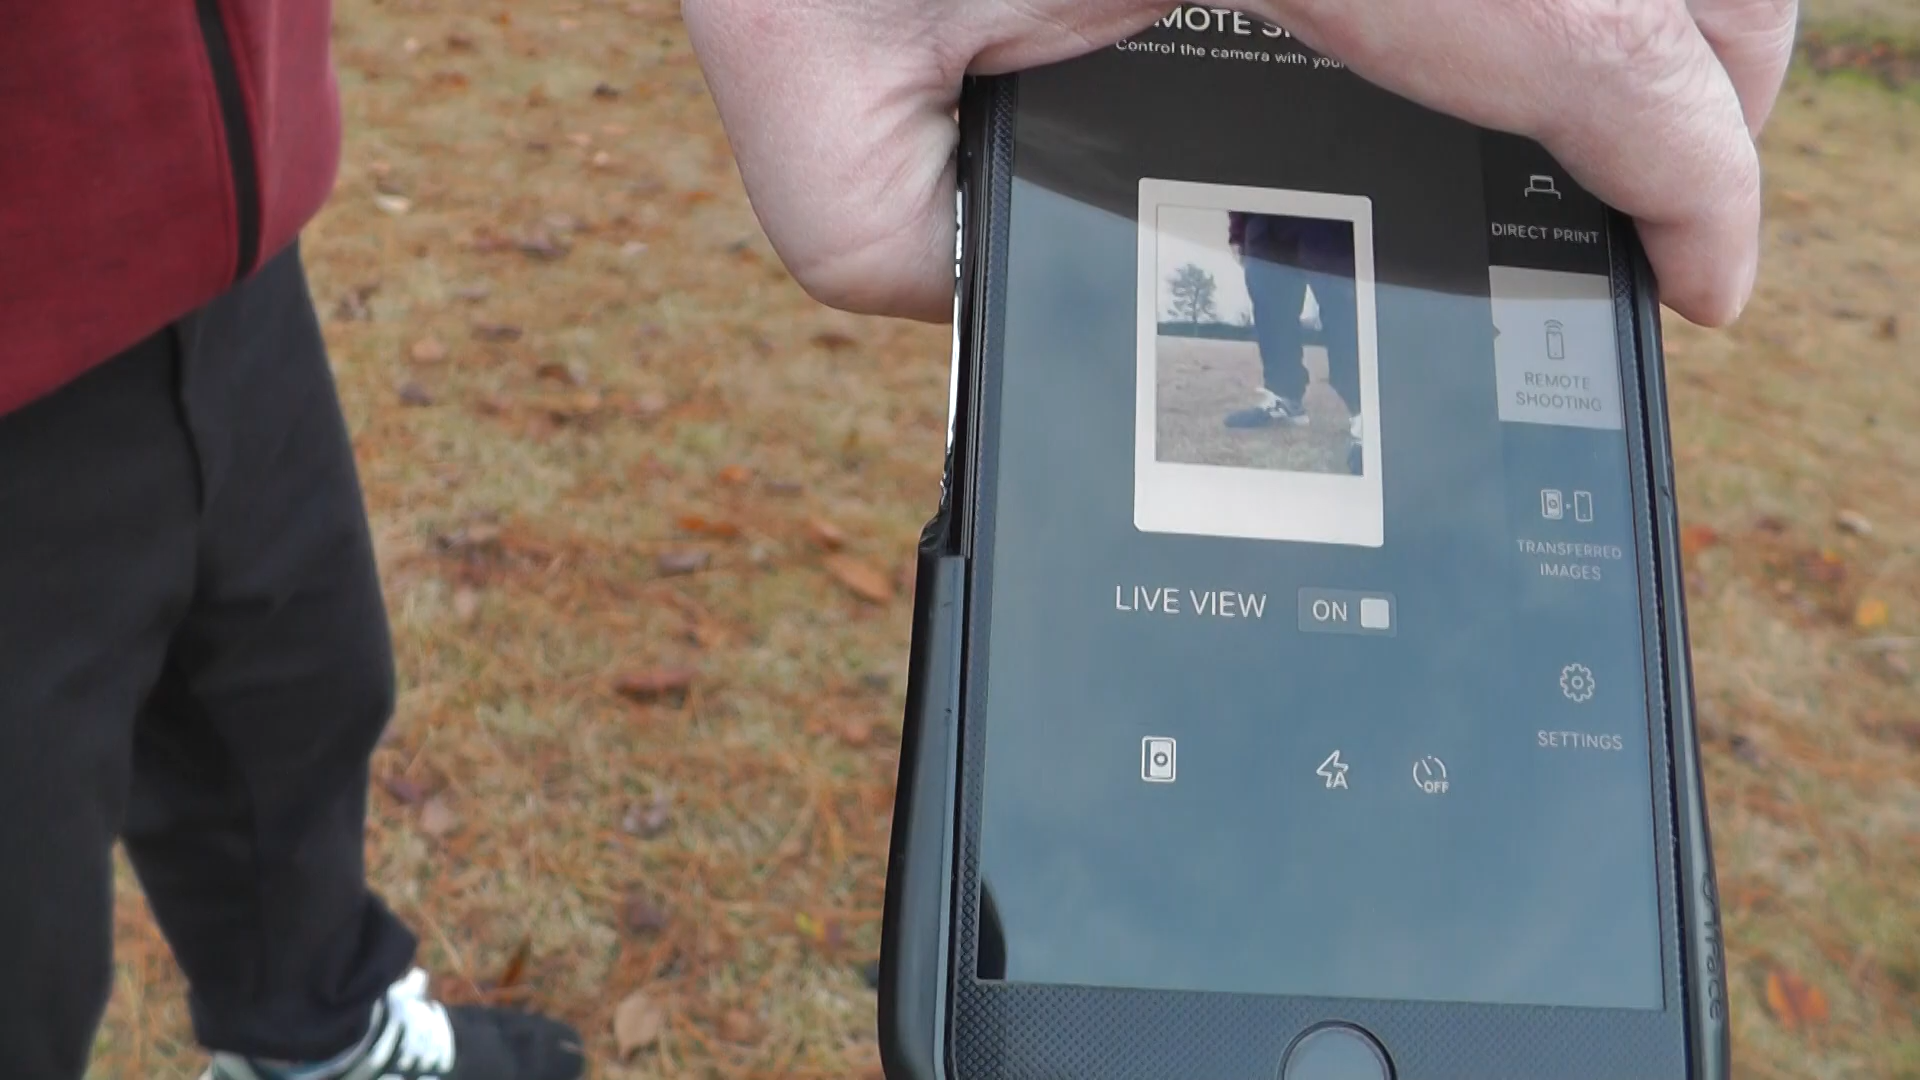 Control the camera with your
DIRECT PRINT
REMOTE
SHOOTING
TRANSFERRED
IMAGES
LIVE VIEW
ON
SETTINGS
A
OFF